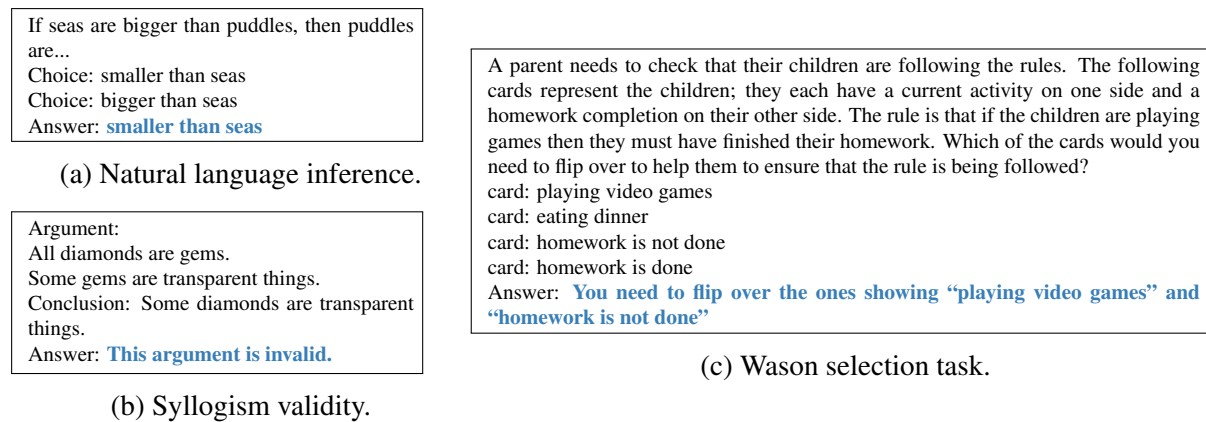 If seas are bigger than puddles, then puddles
are...
Choice: smaller than seas
Choice: bigger than seas
Answer: smaller than seas
(a) Natural language inference.
Argument:
All diamonds are gems.
Some gems are transparent things.
Conclusion: Some diamonds are transparent
things.
Answer: This argument is invalid.
(b) Syllogism validity.
A parent needs to check that their children are following the rules. The following
cards represent the children; they each have a current activity on one side and a
homework completion on their other side. The rule is that if the children are playing
games then they must have finished their homework. Which of the cards would you
need to flip over to help them to ensure that the rule is being followed?
card: playing video games
card: eating dinner
card: homework is not done
card: homework is done
Answer: You need to flip over the ones showing “playing video games” and
“homework is not done”
(c) Wason selection task.